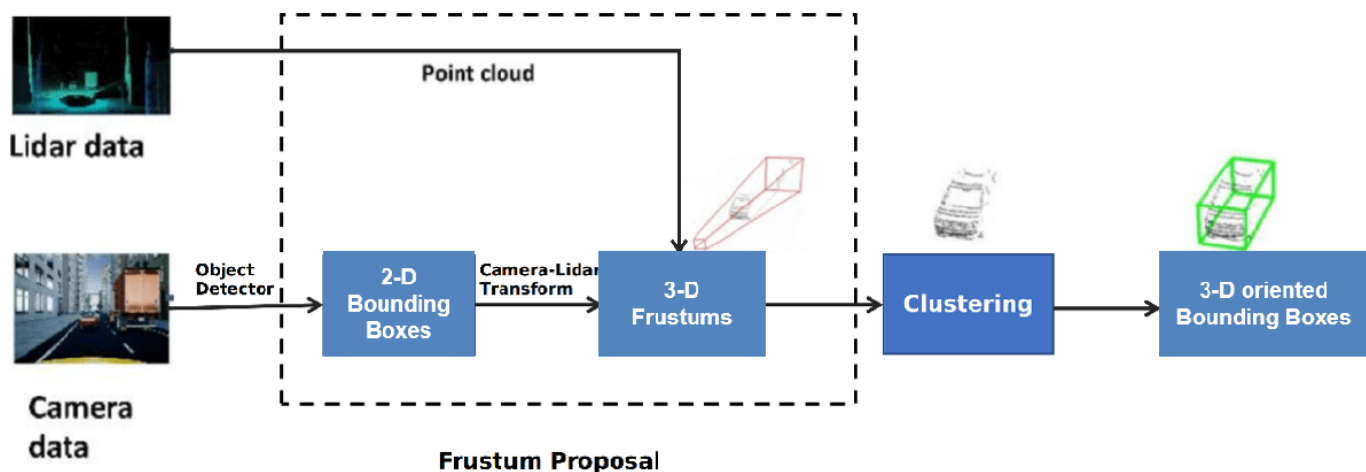 Point cloud
Lidar data
Object
Detector
2-D
Bounding
Boxes
Camera-Lidar
Transform
3-D
Frustums
Clustering
3-D oriented
Bounding Boxes
Camera
data
Frustum Proposal